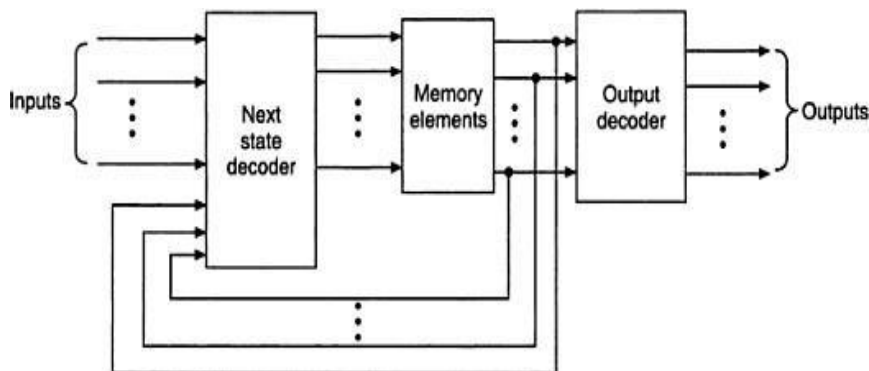 Inputs
Next
state
decoder
Memory
elements
Output
decoder
Outputs